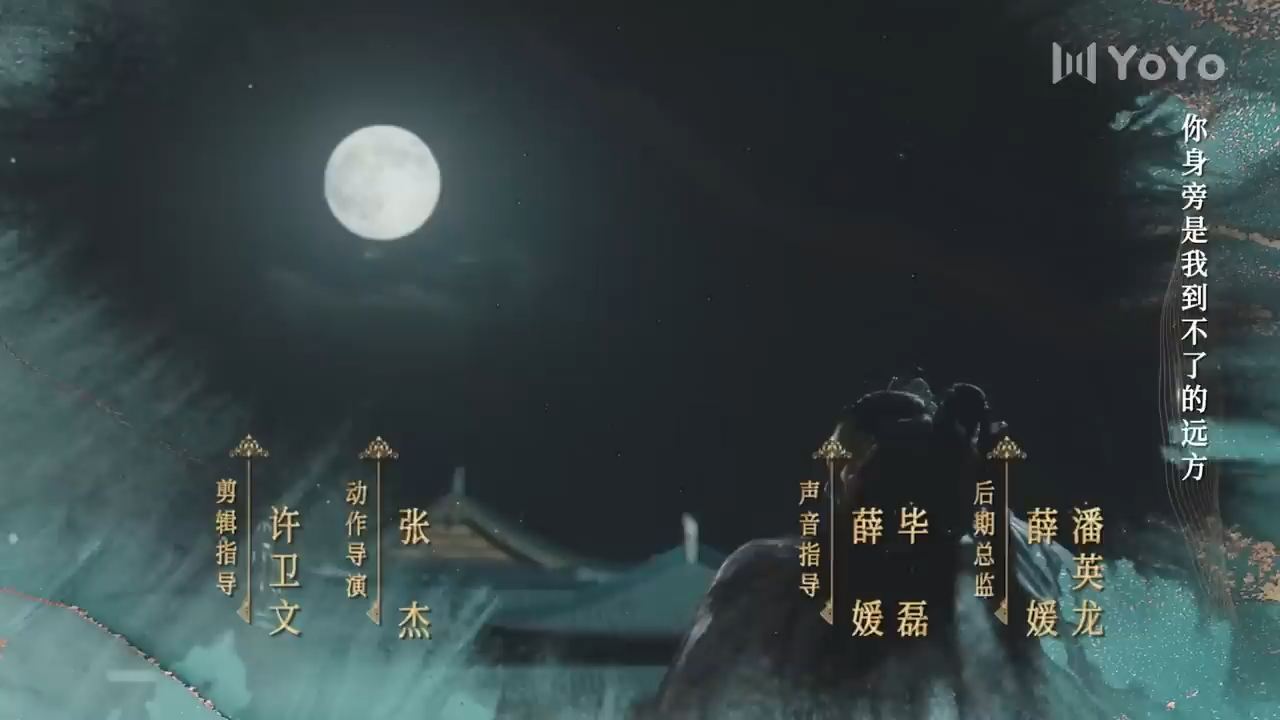 YoYo
你身旁是我到不了的远方
剪辑指导
许卫文
动作导演
张杰
声音指导
薛媛
毕磊
后期总监
薛媛
潘英龙